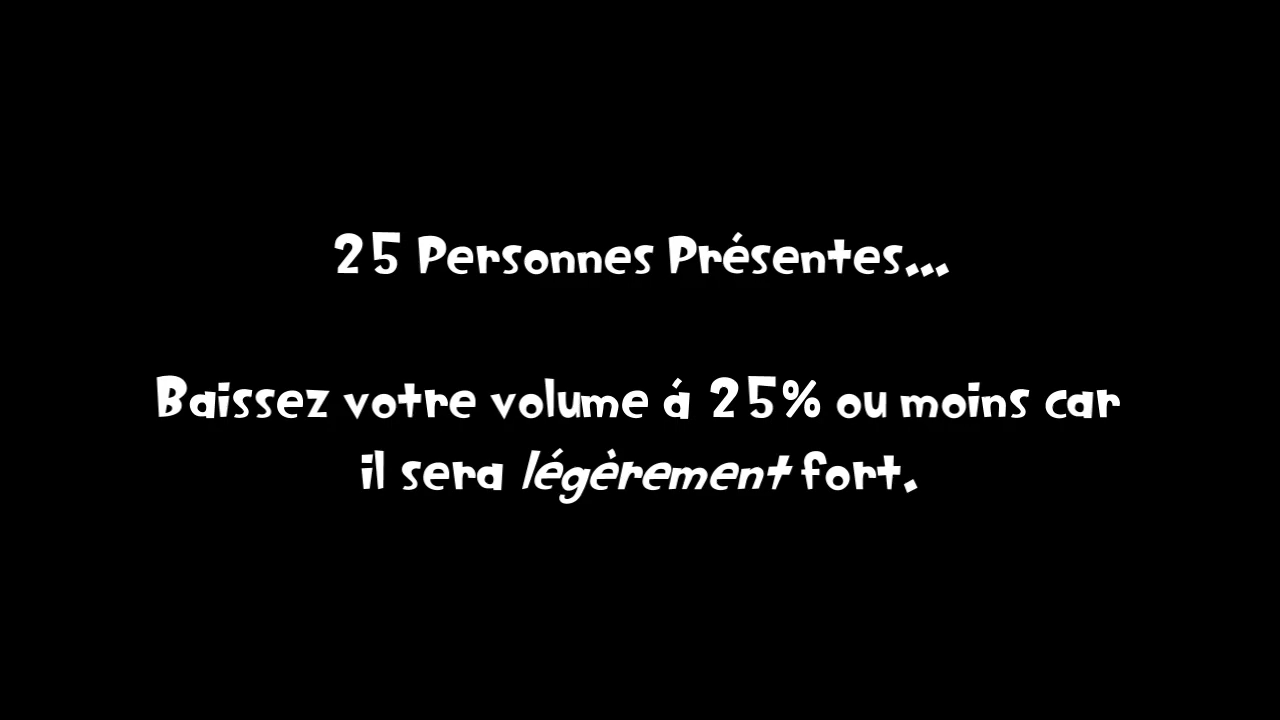 25 Personnes Présentes...
Baissez votre volume á 25% ou moins car
il sera légèrement fort.